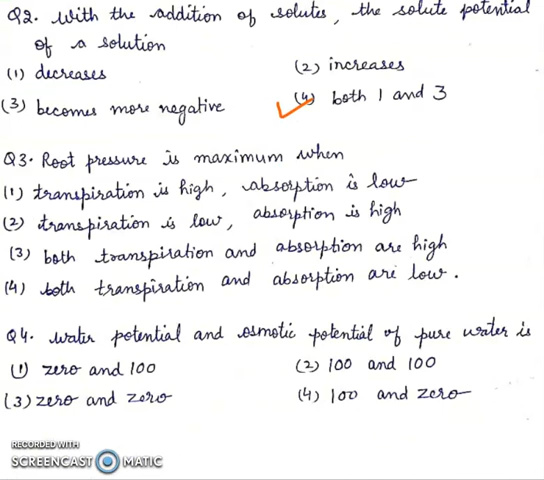 Q2. With the addition of solutes, the solute potential
of a solution
(1) decreases (2) increases
(3) becomes more negative (4) both 1 and 3
Q3. Root pressure is maximum when
(1) transpiration is high, absorption is low
(2) transpiration is low, absorption is high
(3) both transpiration and absorption are high
(4) both transpiration and absorption are low.
Q4. Water potential and osmotic potential of pure water is
(1) zero and 100 (2) 100 and 100
(3) zero and zero (4) 100 and zero
RECORDED WITH
SCREENCAST MATIC